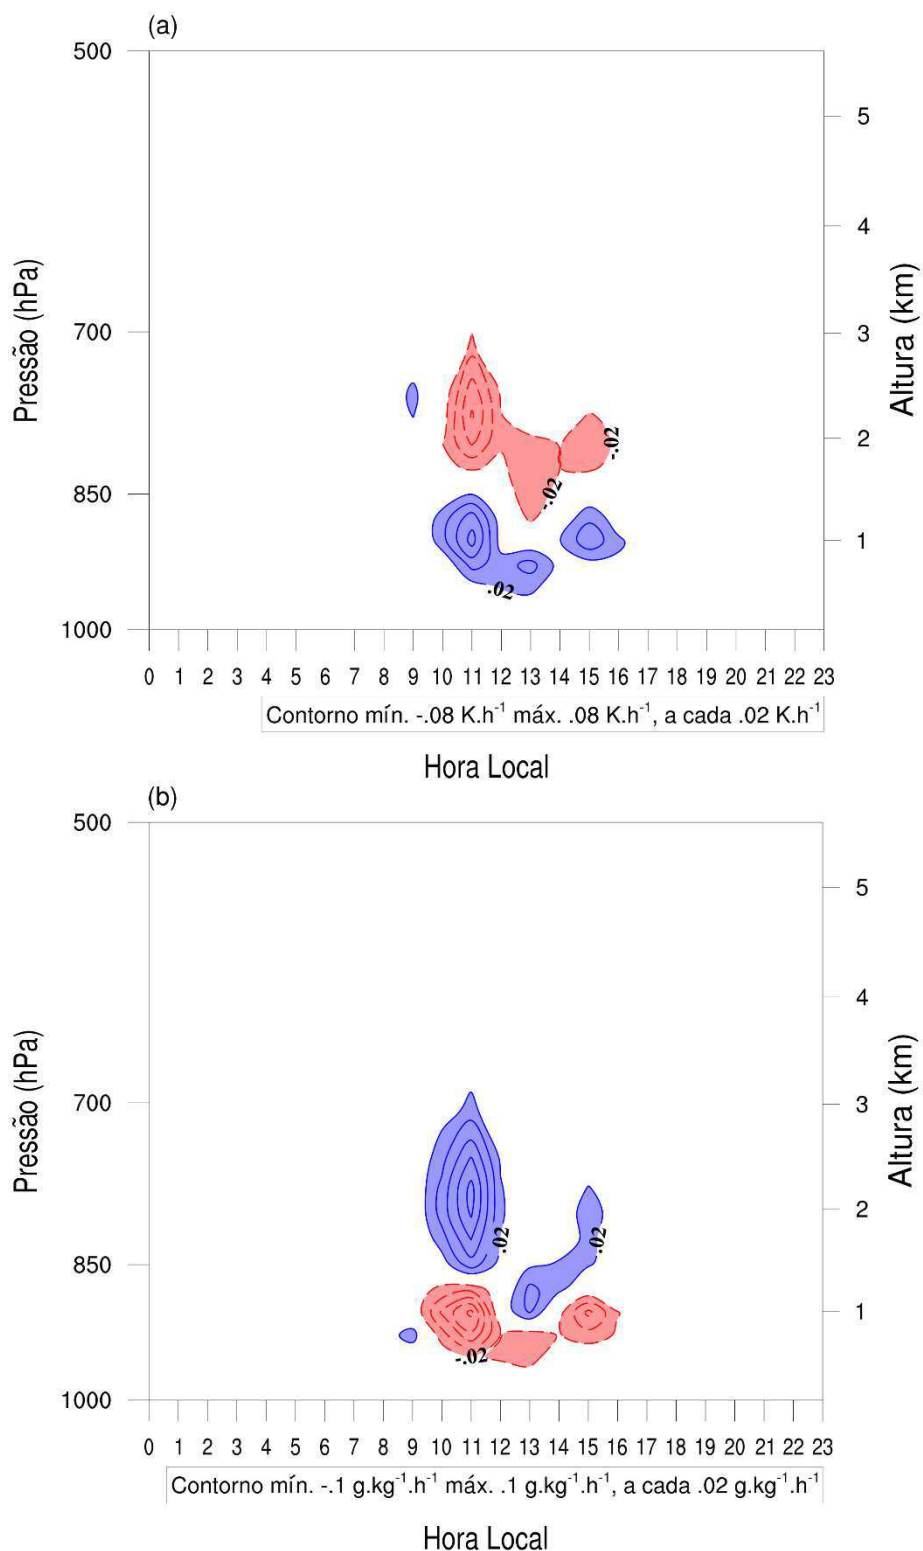 (a)
500
5
4
Pressão (hPa)
Altura (km)
700
3
2
-.02
-.02
850
1
.02
1000
0 1 2 3 4 5 6 7 8 9 10 11 12 13 14 15 16 17 18 19 20 21 22 23
Contorno mín. -.08 K.h⁻¹ máx. .08 K.h⁻¹, a cada .02 K.h⁻¹
Hora Local
(b)
500
5
4
Pressão (hPa)
Altura (km)
700
3
2
.02
.02
850
1
-.02
1000
0 1 2 3 4 5 6 7 8 9 10 11 12 13 14 15 16 17 18 19 20 21 22 23
Contorno mín. -.1 g.kg⁻¹.h⁻¹ máx. .1 g.kg⁻¹.h⁻¹, a cada .02 g.kg⁻¹.h⁻¹
Hora Local